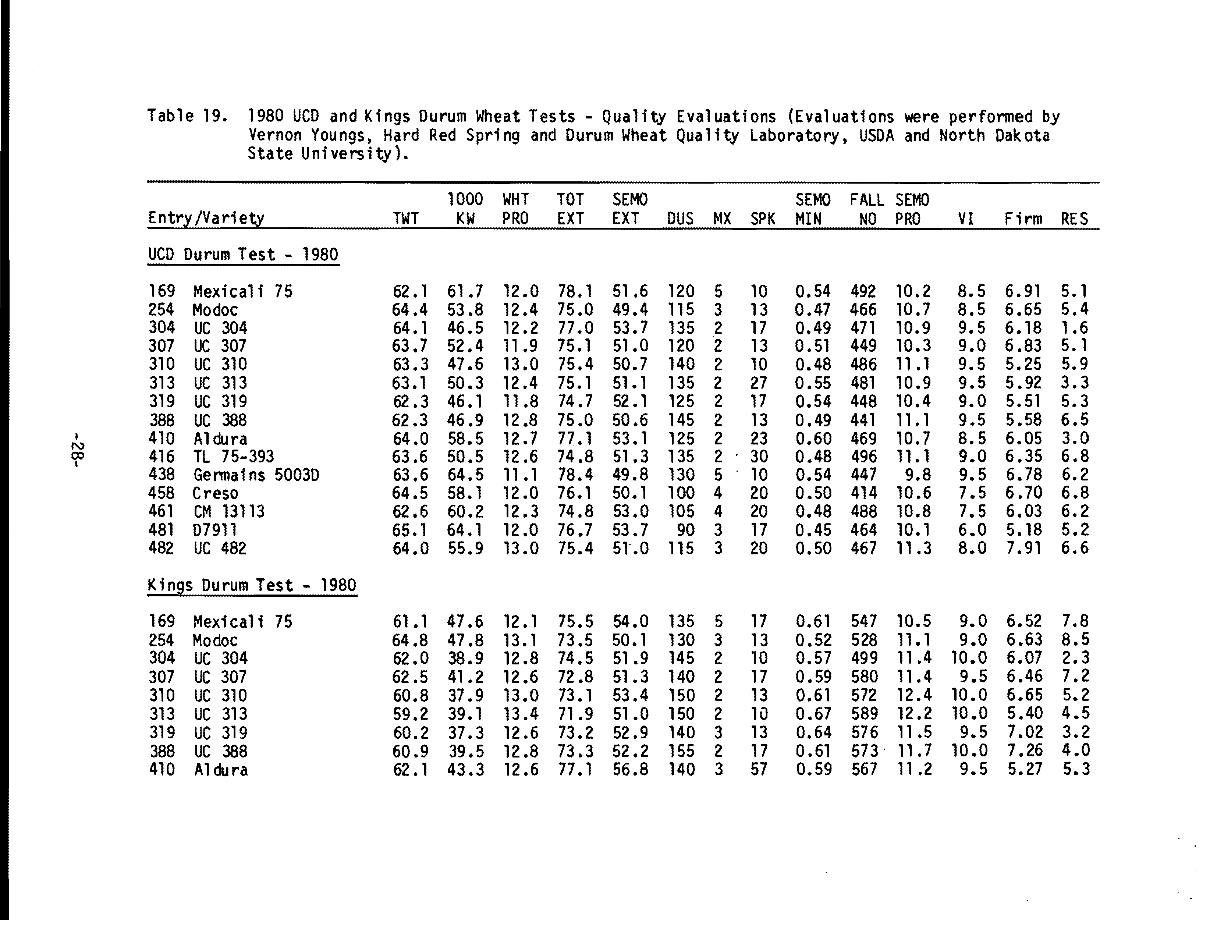 Table 19. 1980 UCD and Kings Durum Wheat Tests - Quality Evaluations (Evaluations were performed by
Vernon Youngs, Hard Red Spring and Durum Wheat Quality Laboratory, USDA and North Dakota
State University).
1000 WHT TOT SEMO SEMO FALL SEMO
Entry/Variety TWT KW PRO EXT EXT DUS MX SPK MIN NO PRO VI Firm RES
UCD Durum Test - 1980
169 Mexicali 75 62.1 61.7 12.0 78.1 51.6 120 5 10 0.54 492 10.2 8.5 6.91 5.1
254 Modoc 64.4 53.8 12.4 75.0 49.4 115 3 13 0.47 466 10.7 8.5 6.65 5.4
304 UC 304 64.1 46.5 12.2 77.0 53.7 135 2 17 0.49 471 10.9 9.5 6.18 1.6
307 UC 307 63.7 52.4 11.9 75.1 51.0 120 2 13 0.51 449 10.3 9.0 6.83 5.1
310 UC 310 63.3 47.6 13.0 75.4 50.7 140 2 10 0.48 486 11.1 9.5 5.25 5.9
313 UC 313 63.1 50.3 12.4 75.1 51.1 135 2 27 0.55 481 10.9 9.5 5.92 3.3
319 UC 319 62.3 46.1 11.8 74.7 52.1 125 2 17 0.54 448 10.4 9.0 5.51 5.3
388 UC 388 62.3 46.9 12.8 75.0 50.6 145 2 13 0.49 441 11.1 9.5 5.58 6.5
410 Aldura 64.0 58.5 12.7 77.1 53.1 125 2 23 0.60 469 10.7 8.5 6.05 3.0
416 TL 75-393 63.6 50.5 12.6 74.8 51.3 135 2 30 0.48 496 11.1 9.0 6.35 6.8
438 Germains 5003D 63.6 64.5 11.1 78.4 49.8 130 5 10 0.54 447 9.8 9.5 6.78 6.2
458 Creso 64.5 58.1 12.0 76.1 50.1 100 4 20 0.50 414 10.6 7.5 6.70 6.8
461 CM 13113 62.6 60.2 12.3 74.8 53.0 105 4 20 0.48 488 10.8 7.5 6.03 6.2
481 D7911 65.1 64.1 12.0 76.7 53.7 90 3 17 0.45 464 10.1 6.0 5.18 5.2
482 UC 482 64.0 55.9 13.0 75.4 51.0 115 3 20 0.50 467 11.3 8.0 7.91 6.6
Kings Durum Test - 1980
169 Mexicali 75 61.1 47.6 12.1 75.5 54.0 135 5 17 0.61 547 10.5 9.0 6.52 7.8
254 Modoc 64.8 47.8 13.1 73.5 50.1 130 3 13 0.52 528 11.1 9.0 6.63 8.5
304 UC 304 62.0 38.9 12.8 74.5 51.9 145 2 10 0.57 499 11.4 10.0 6.07 2.3
307 UC 307 62.5 41.2 12.6 72.8 51.3 140 2 17 0.59 580 11.4 9.5 6.46 7.2
310 UC 310 60.8 37.9 13.0 73.1 53.4 150 2 13 0.61 572 12.4 10.0 6.65 5.2
313 UC 313 59.2 39.1 13.4 71.9 51.0 150 2 10 0.67 589 12.2 10.0 5.40 4.5
319 UC 319 60.2 37.3 12.6 73.2 52.9 140 3 13 0.64 576 11.5 9.5 7.02 3.2
388 UC 388 60.9 39.5 12.8 73.3 52.2 155 2 17 0.61 573 11.7 10.0 7.26 4.0
410 Aldura 62.1 43.3 12.6 77.1 56.8 140 3 57 0.59 567 11.2 9.5 5.27 5.3
-28-